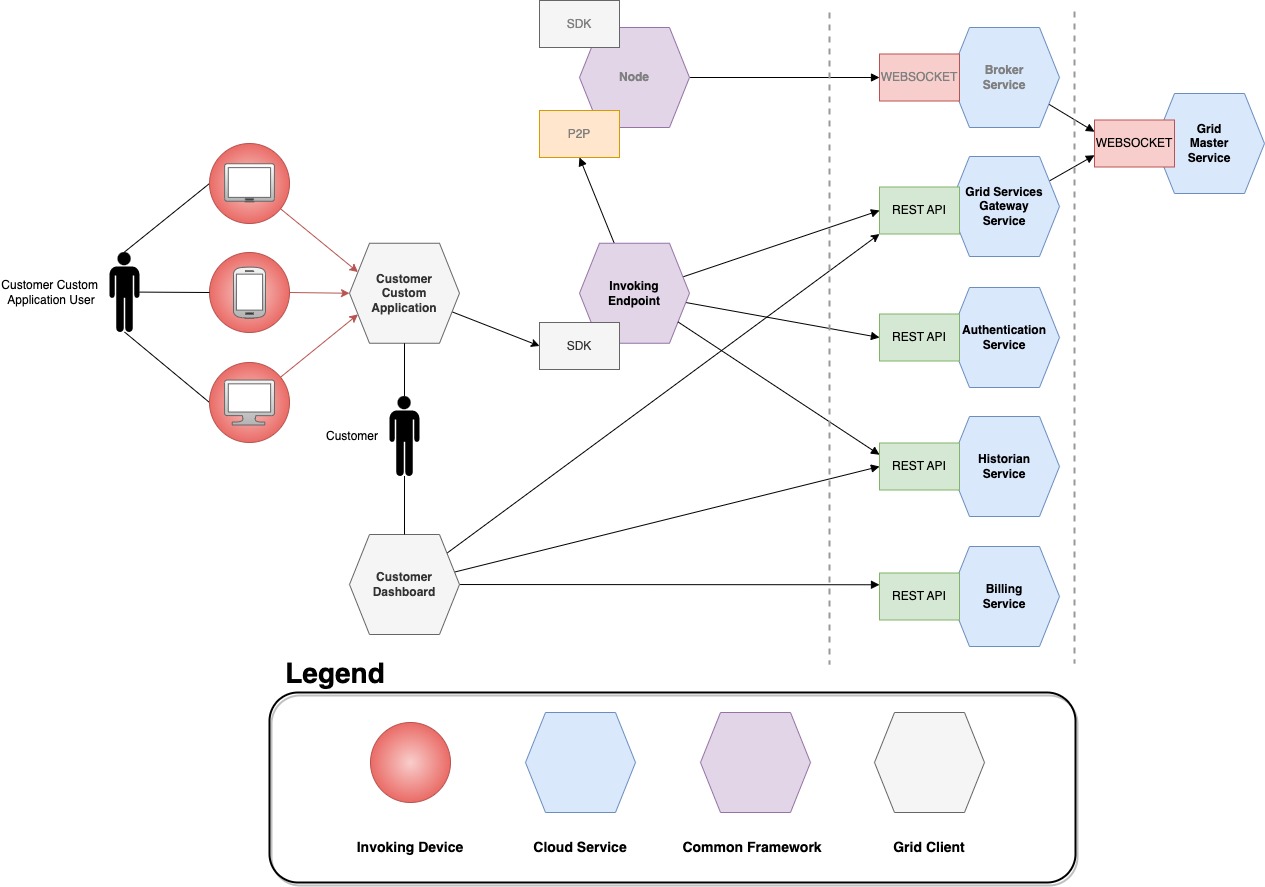 SDK
Node
P2P
WEBSOCKET
Broker
Service
WEBSOCKET
Grid
Master
Service
REST API
Grid Services
Gateway
Service
Customer Custom
Application User
Customer
Custom
Application
Invoking
Endpoint
SDK
REST API
Authentication
Service
Customer
REST API
Historian
Service
Customer
Dashboard
REST API
Billing
Service
Legend
Invoking Device
Cloud Service
Common Framework
Grid Client